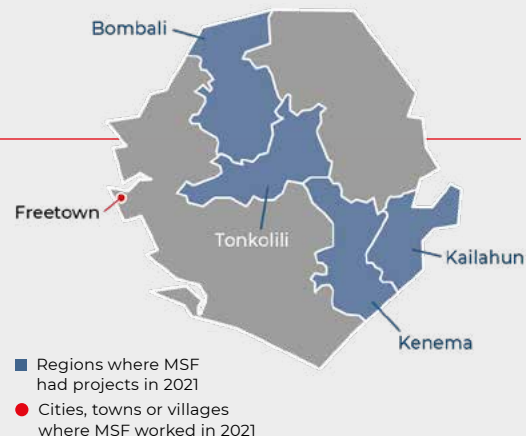 Bombali
Freetown
Tonkolili
Kailahun
Kenema
Regions where MSF
had projects in 2021
Cities, towns or villages
where MSF worked in 2021